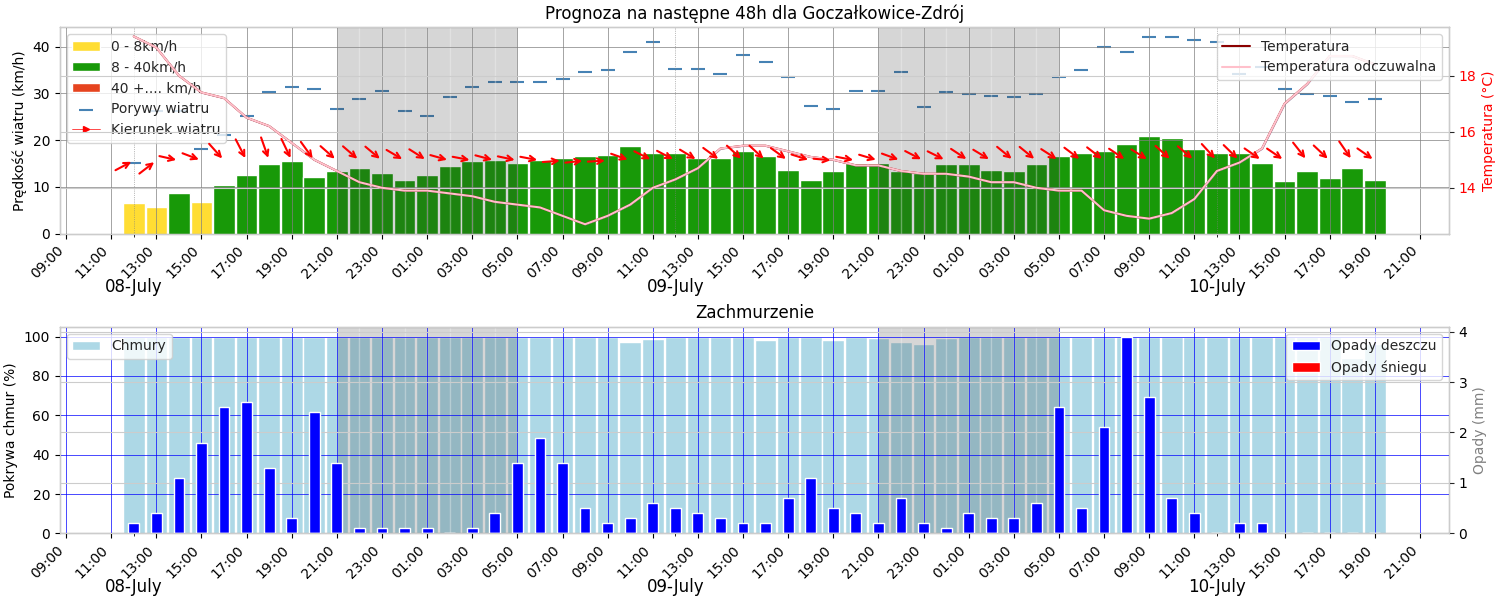 Prognoza na następne 48h dla Goczałkowice-Zdrój
Prędkość wiatru (km/h)
40
30
20
10
0
0 - 8km/h
8 - 40km/h
40 +.... km/h
Porywy wiatru
Kierunek wiatru
Temperatura
Temperatura odczuwalna
18
16
14
Temperatura (°C)
09:00 11:00 13:00 15:00 17:00 19:00 21:00 23:00 01:00 03:00 05:00 07:00 09:00 11:00 13:00 15:00 17:00 19:00 21:00 23:00 01:00 03:00 05:00 07:00 09:00 11:00 13:00 15:00 17:00 19:00 21:00
08-July 09-July 10-July
Zachmurzenie
Pokrywa chmur (%)
100
80
60
40
20
0
Chmury
Opady deszczu
Opady śniegu
4
3
2
1
0
Opady (mm)
09:00 11:00 13:00 15:00 17:00 19:00 21:00 23:00 01:00 03:00 05:00 07:00 09:00 11:00 13:00 15:00 17:00 19:00 21:00 23:00 01:00 03:00 05:00 07:00 09:00 11:00 13:00 15:00 17:00 19:00 21:00
08-July 09-July 10-July